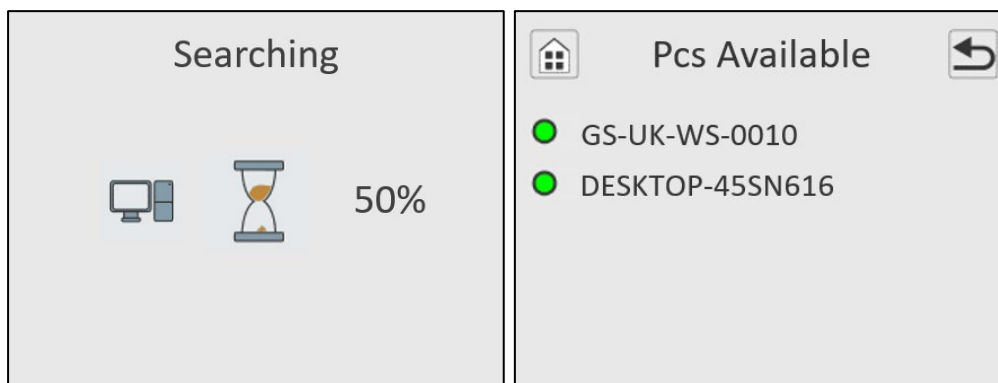 Searching
50%
Pcs Available
GS-UK-WS-0010
DESKTOP-45SN616